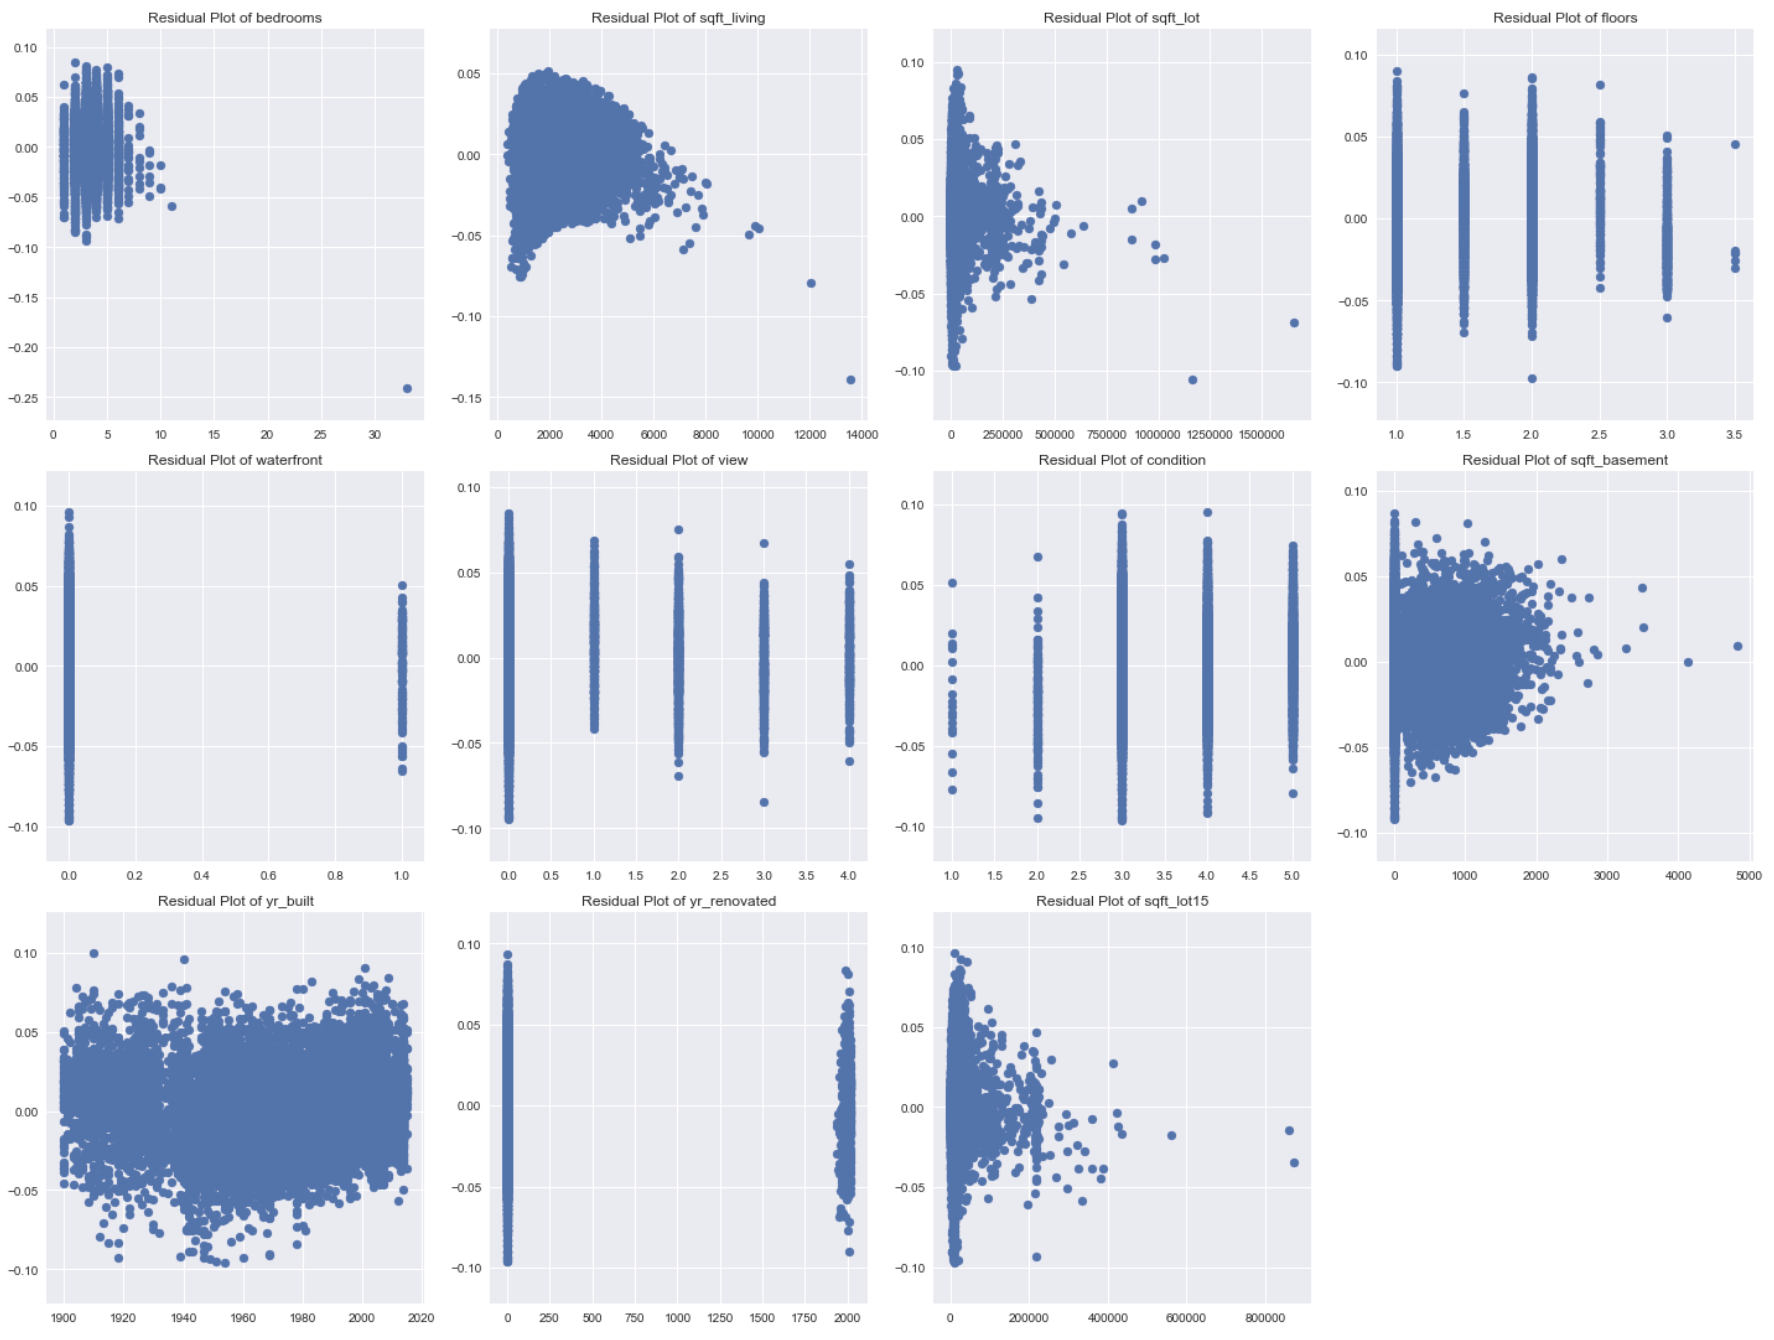 Residual Plot of bedrooms
Residual Plot of sqft_living
Residual Plot of sqft_lot
Residual Plot of floors
0.10
0.05
0.00
−0.05
−0.10
−0.15
−0.20
−0.25
0 5 10 15 20 25 30
0.05
0.00
−0.05
−0.10
−0.15
0 2000 4000 6000 8000 10000 12000 14000
0.10
0.05
0.00
−0.05
−0.10
0 250000 500000 750000 1000000 1250000 1500000
0.10
0.05
0.00
−0.05
−0.10
1.0 1.5 2.0 2.5 3.0 3.5
Residual Plot of waterfront
Residual Plot of view
Residual Plot of condition
Residual Plot of sqft_basement
0.10
0.05
0.00
−0.05
−0.10
0.0 0.2 0.4 0.6 0.8 1.0
0.10
0.05
0.00
−0.05
−0.10
0.0 0.5 1.0 1.5 2.0 2.5 3.0 3.5 4.0
0.10
0.05
0.00
−0.05
−0.10
1.0 1.5 2.0 2.5 3.0 3.5 4.0 4.5 5.0
0.10
0.05
0.00
−0.05
−0.10
0 1000 2000 3000 4000 5000
Residual Plot of yr_built
Residual Plot of yr_renovated
Residual Plot of sqft_lot15
0.10
0.05
0.00
−0.05
−0.10
1900 1920 1940 1960 1980 2000 2020
0.10
0.05
0.00
−0.05
−0.10
0 250 500 750 1000 1250 1500 1750 2000
0.10
0.05
0.00
−0.05
−0.10
0 200000 400000 600000 800000